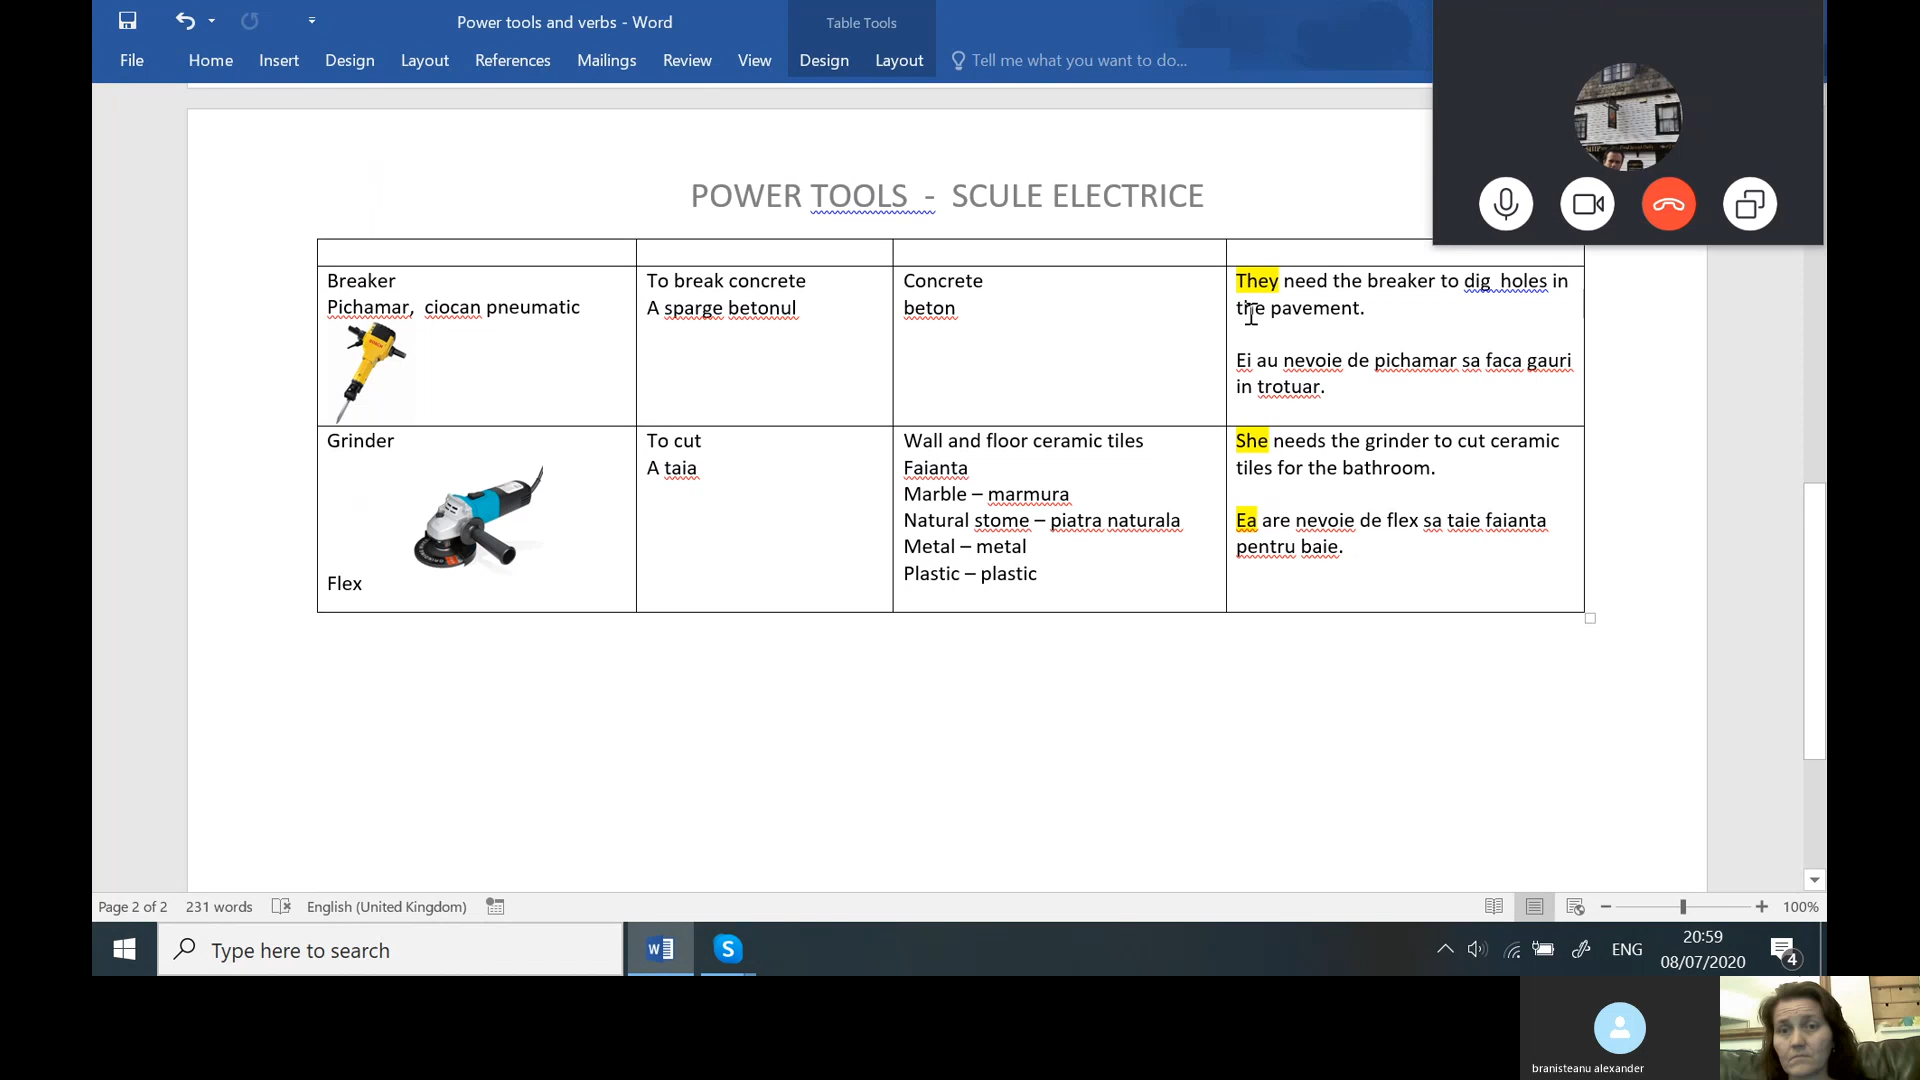 Power tools and verbs - Word
Table Tools
File
Home
Insert
Design
Layout
References
Mailings
Review
View
Design
Layout
Tell me what you want to do...
POWER TOOLS - SCULE ELECTRICE
Breaker
Pichamar, ciocan pneumatic
To break concrete
A sparge betonul
Concrete
beton
They need the breaker to dig holes in
the pavement.
Ei au nevoie de pichamar sa faca gauri
in trotuar.
Grinder
Flex
To cut
A taia
Wall and floor ceramic tiles
Faianta
Marble – marmura
Natural stome – piatra naturala
Metal – metal
Plastic – plastic
She needs the grinder to cut ceramic
tiles for the bathroom.
Ea are nevoie de flex sa taie faianta
pentru baie.
Page 2 of 2
231 words
English (United Kingdom)
100%
Type here to search
ENG
20:59
08/07/2020
4
branisteanu alexander